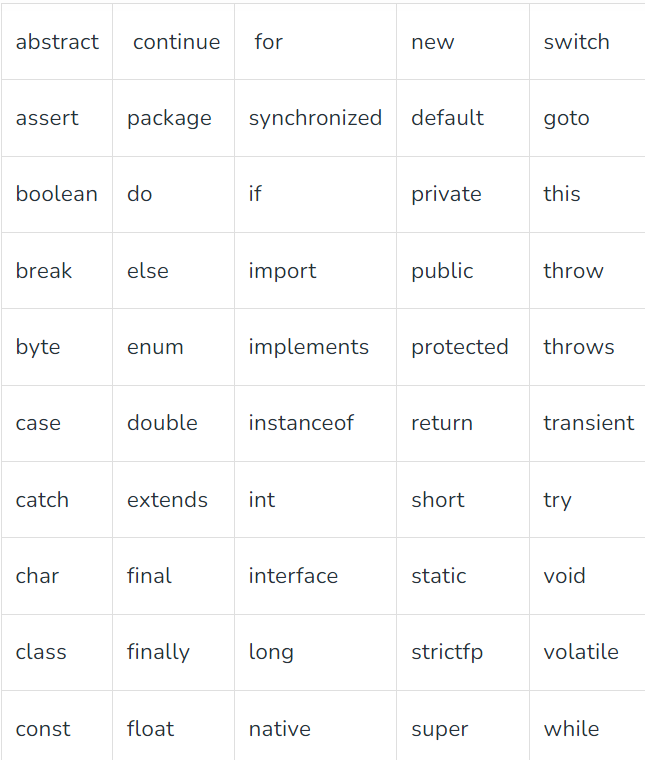 abstract continue for new switch
assert package synchronized default goto
boolean do if private this
break else import public throw
byte enum implements protected throws
case double instanceof return transient
catch extends int short try
char final interface static void
class finally long strictfp volatile
const float native super while